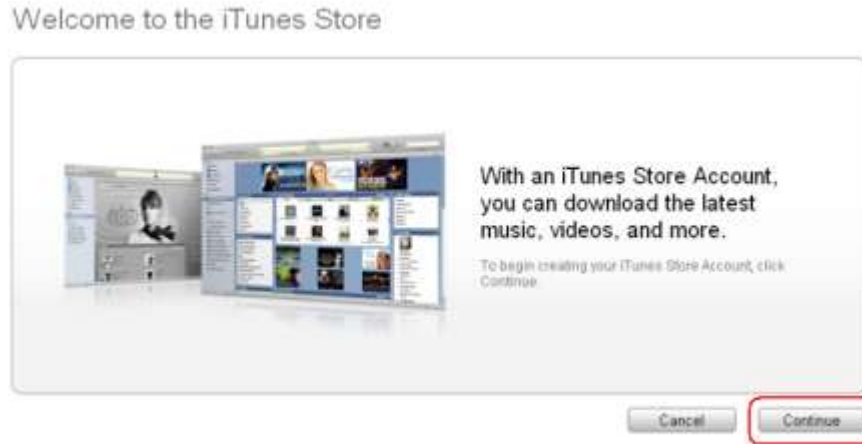 Welcome to the iTunes Store
With an iTunes Store Account,
you can download the latest
music, videos, and more.
To begin creating your iTunes Store Account, click
Continue
Cancel
Continue